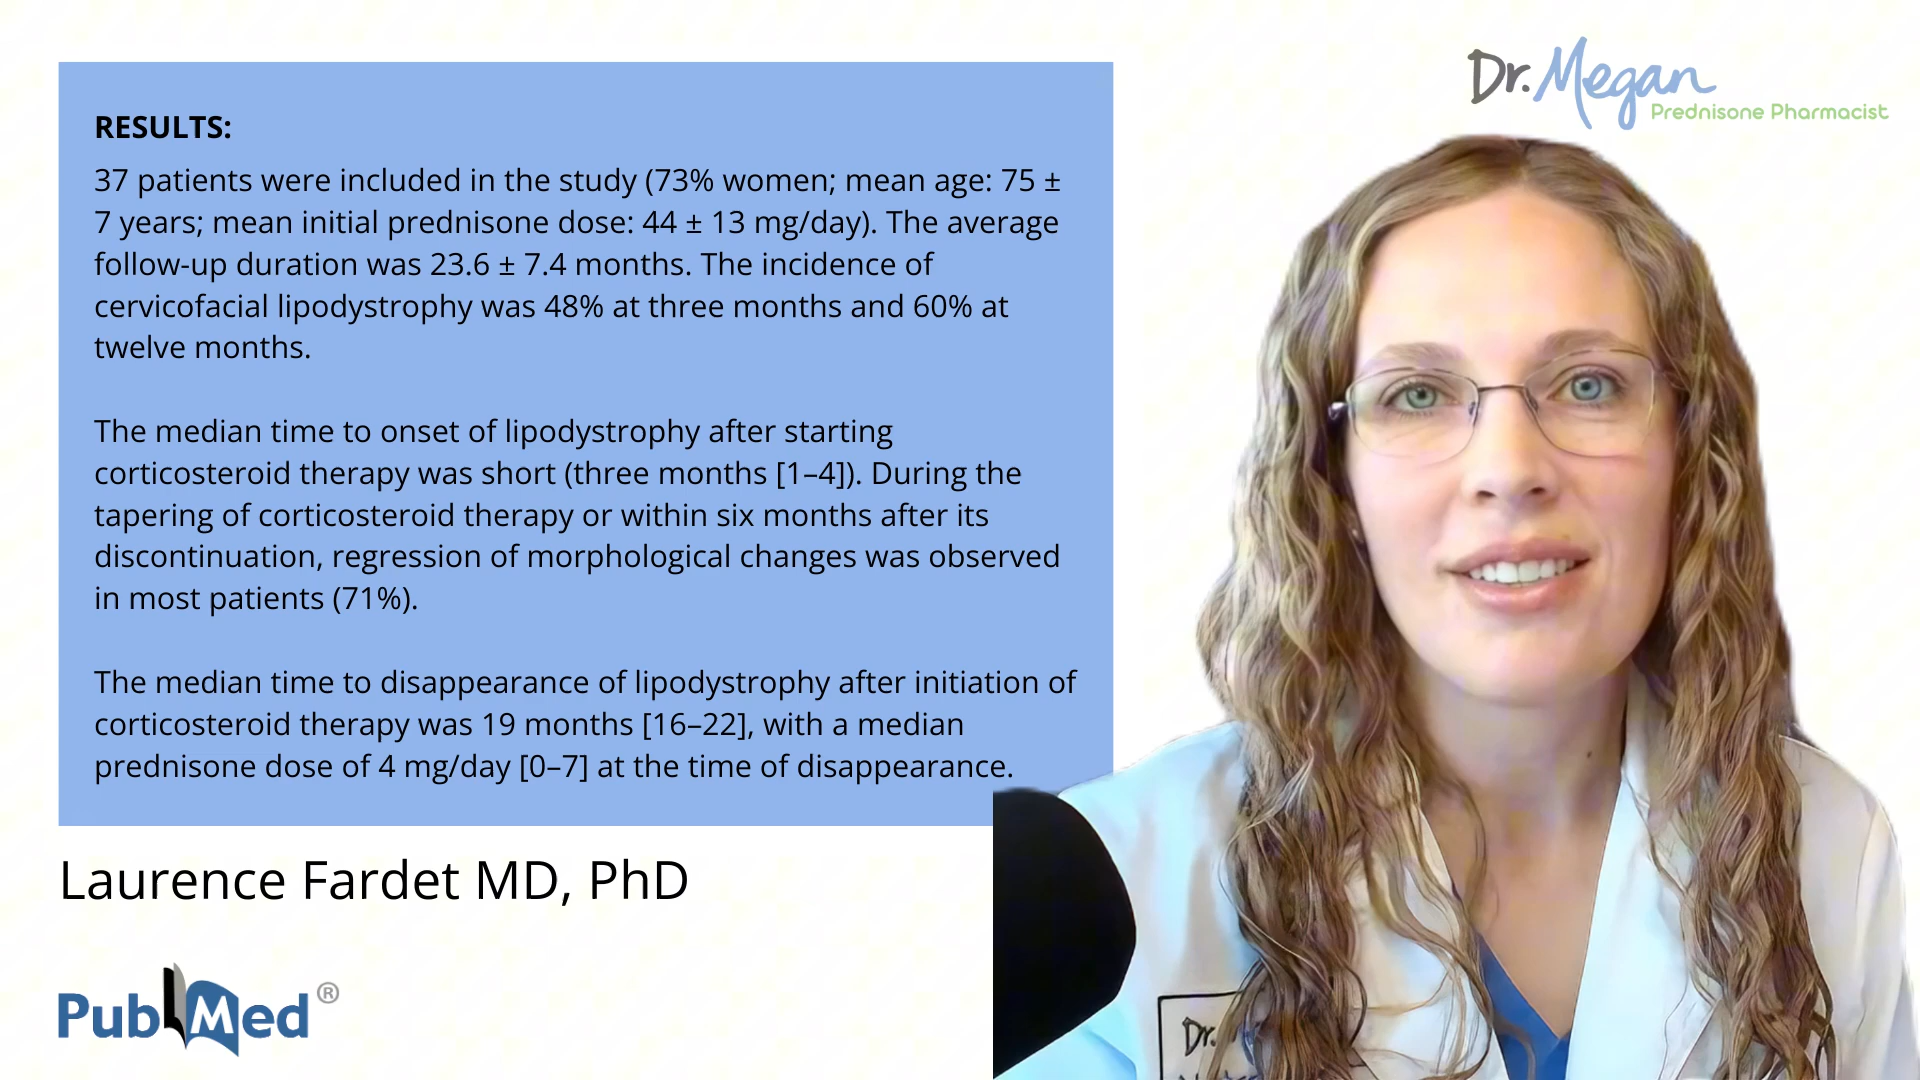 Dr. Megan
Prednisone Pharmacist
RESULTS:
37 patients were included in the study (73% women; mean age: 75 ±
7 years; mean initial prednisone dose: 44 ± 13 mg/day). The average
follow-up duration was 23.6 ± 7.4 months. The incidence of
cervicofacial lipodystrophy was 48% at three months and 60% at
twelve months.
The median time to onset of lipodystrophy after starting
corticosteroid therapy was short (three months [1–4]). During the
tapering of corticosteroid therapy or within six months after its
discontinuation, regression of morphological changes was observed
in most patients (71%).
The median time to disappearance of lipodystrophy after initiation of
corticosteroid therapy was 19 months [16–22], with a median
prednisone dose of 4 mg/day [0–7] at the time of disappearance.
Laurence Fardet MD, PhD
PubMed®
Dr.